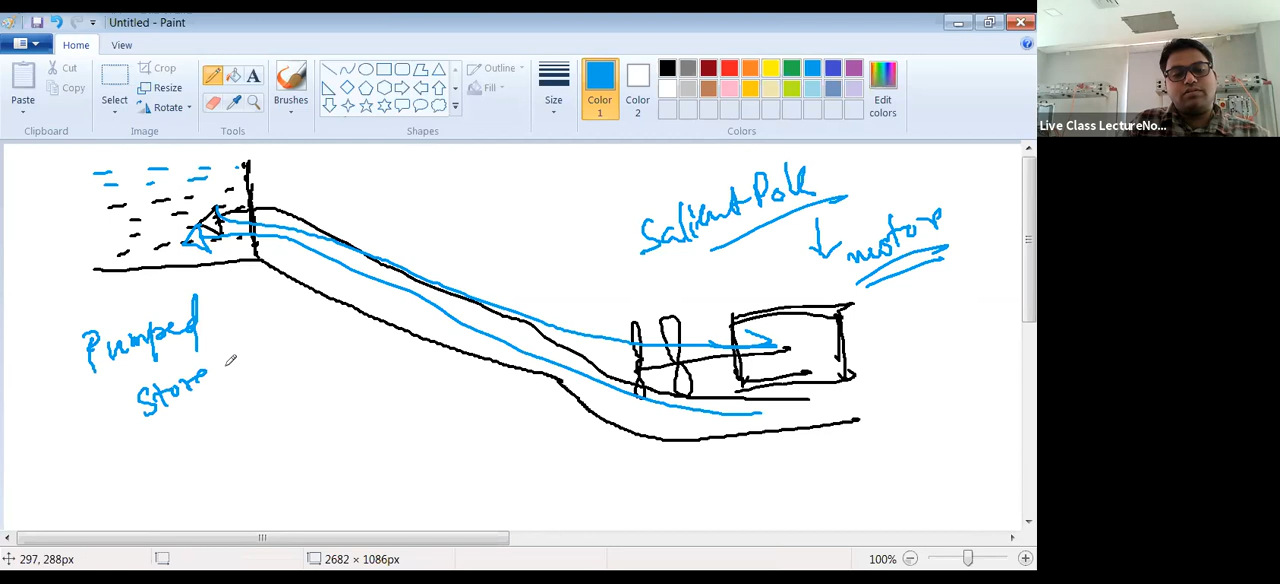 Untitled - Paint
Home View
Paste
Cut
Copy
Clipboard
Select
Crop
Resize
Rotate
Image
A
Tools
Brushes
Shapes
Outline
Fill
Size
Color 1
Color 2
Edit colors
Colors
Live Class LectureNo...
Salient Pole
motor
Pumped
Store
297, 288px
2682 × 1086px
100%